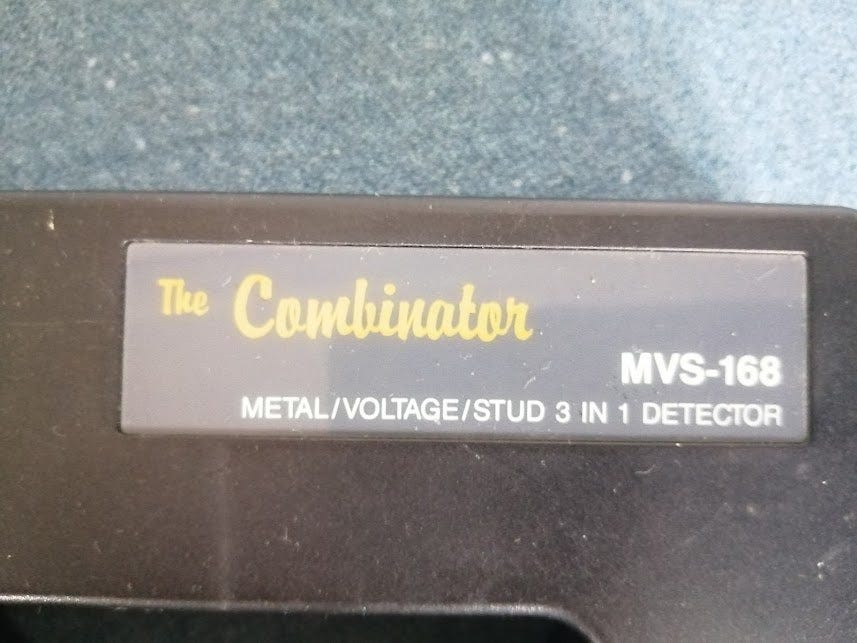 The Combinator
MVS-168
METAL/VOLTAGE/STUD 3 IN 1 DETECTOR